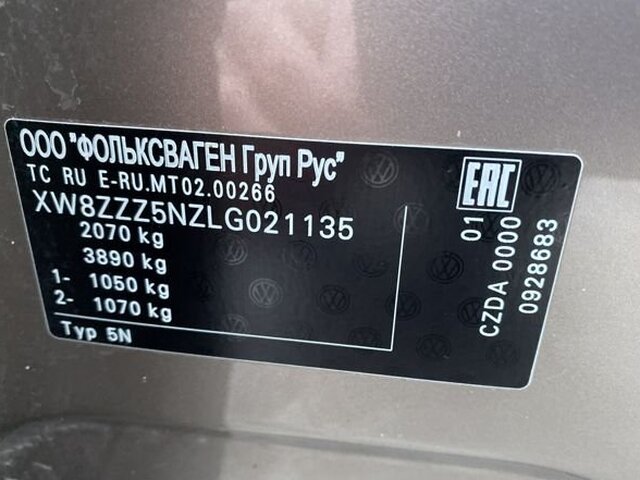 ООО "ФОЛЬКСВАГЕН Груп Рус"
TC RU E-RU.MT02.00266
XW8ZZZ5NZLG021135
2070 kg
3890 kg
1- 1050 kg
2- 1070 kg
Typ 5N
EAC
01
CZDA 0000
0928683